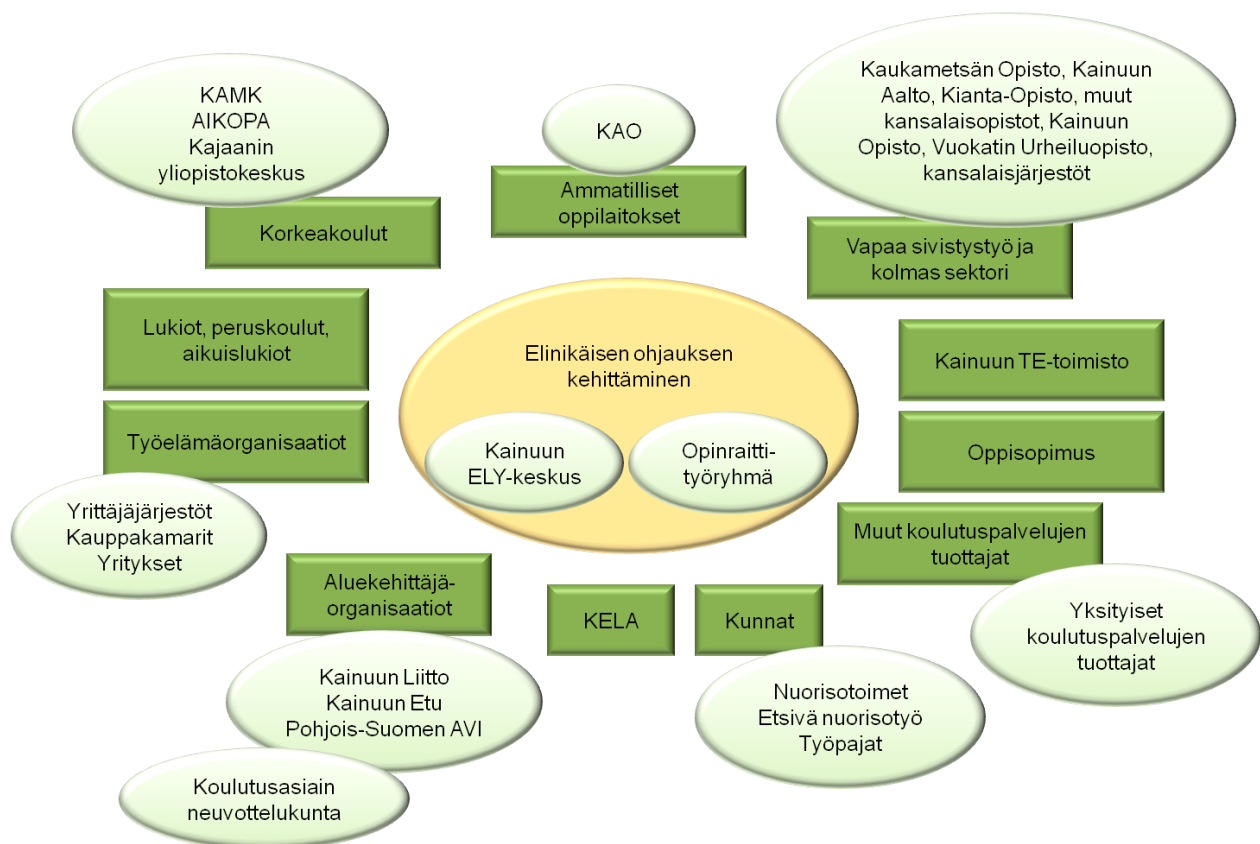 KAMK
AIKOPA
Kajaanin
yliopistokeskus
Korkeakoulut
KAO
Ammatilliset
oppilaitokset
Kaukametsän Opisto, Kainuun
Aalto, Kianta-Opisto, muut
kansalaisopistot, Kainuun
Opisto, Vuokatin Urheiluopisto,
kansalaisjärjestöt
Vapaa sivistystyö ja
kolmas sektori
Lukiot, peruskoulut,
aikuislukiot
Elinikäisen ohjauksen
kehittäminen
Kainuun
ELY-keskus
Opinraitti-
työryhmä
Kainuun TE-toimisto
Työelämäorganisaatiot
Oppisopimus
Yrittäjäjärjestöt
Kauppakamarit
Yritykset
Muut koulutuspalvelujen
tuottajat
Yksityiset
koulutuspalvelujen
tuottajat
Aluekehittäjä-
organisaatiot
KELA
Kunnat
Kainuun Liitto
Kainuun Etu
Pohjois-Suomen AVI
Nuorisotoimet
Etsivä nuorisotyö
Työpajat
Koulutusasiain
neuvottelukunta